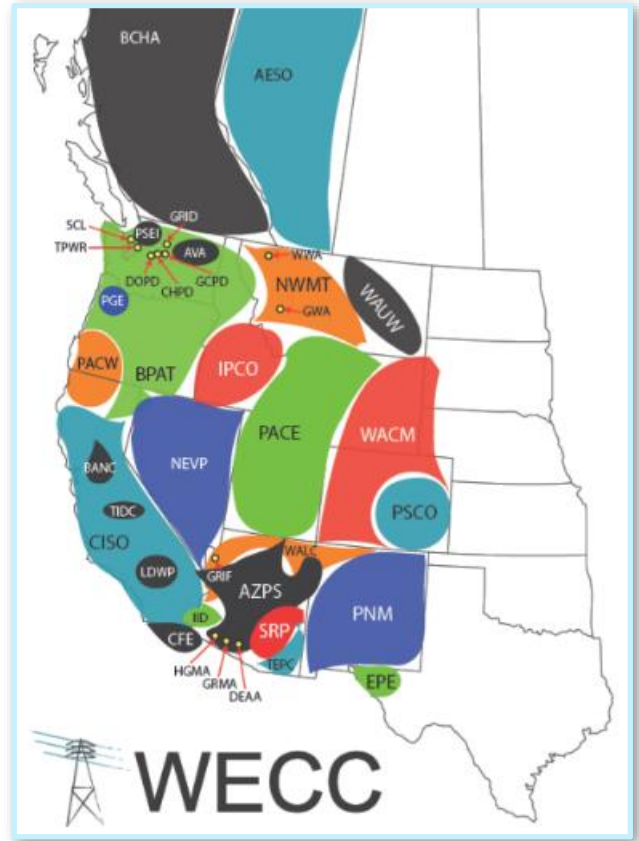 BCHA
AESO
SCL
PSEI
GRID
TPWR
AVA
WWA
DOPD
CHPD
GCPD
NWMT
WAUW
PGE
GWA
PACW
BPAT
IPCO
PACE
WACM
NEVP
BANC
TIDC
PSCO
CISO
LDWP
GRIF
WALC
AZPS
PNM
IID
CFE
SRP
HGMA
GRMA
DEAA
TEPC
EPE
WECC